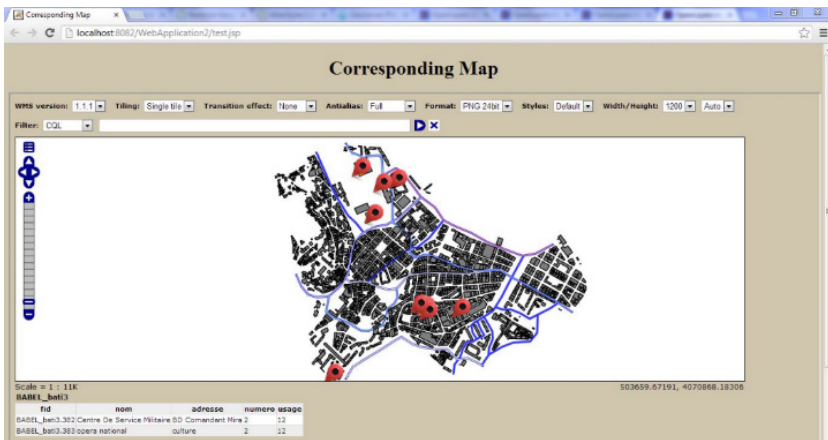 Corresponding Map
localhost:8082/WebApplication2/test.jsp
Corresponding Map
WMS version: 1.1.1 Tiling: Single tile Transition effect: None Antialias: Full Format: PNG 24bit Styles: Default Width/Height: 1200 Auto
Filter: CQL
Scale = 1 : 11K 503659.67191, 4070868.18306
BABEL_bati3
fid nom adresse numero usage
BABEL_bati3.382 Centre De Service Militaire BD Comandant Mira 2 12
BABEL_bati3.383 opera national culture 2 12